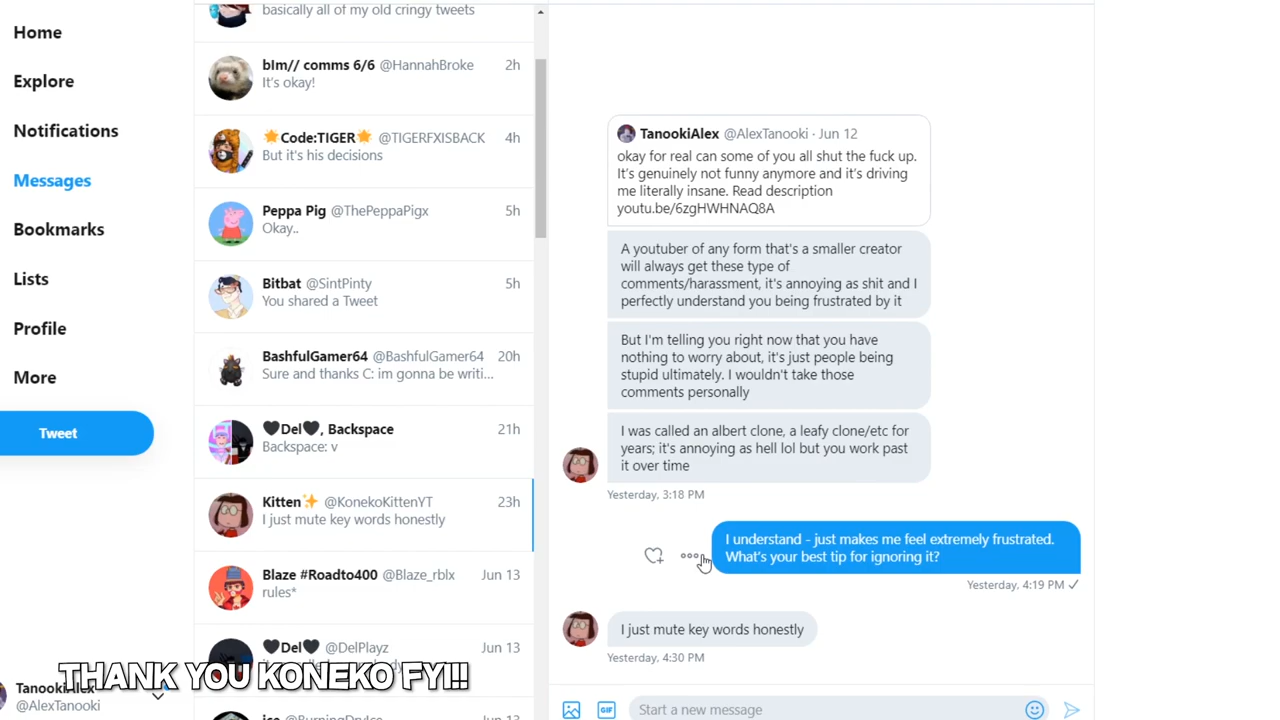 Home
Explore
Notifications
Messages
Bookmarks
Lists
Profile
More
Tweet
TanookiAlex
@AlexTanooki
basically all of my old cringy tweets
bIm// comms 6/6 @HannahBroke 2h
It's okay!
Code:TIGER @TIGERFXISBACK 4h
But it's his decisions
Peppa Pig @ThePeppaPigx 5h
Okay..
Bitbat @SintPinty 5h
You shared a Tweet
BashfulGamer64 @BashfulGamer64 20h
Sure and thanks C: im gonna be writi...
🖤Del🖤, Backspace 21h
Backspace: v
Kitten✨ @KonekoKittenYT 23h
I just mute key words honestly
Blaze #Roadto400 @Blaze_rblx Jun 13
rules*
🖤Del🖤 @DelPlayz Jun 13
THANK YOU KONEKO FYI!!!
ice @BurningDryIce Jun 13
TanookiAlex @AlexTanooki · Jun 12
okay for real can some of you all shut the fuck up.
It's genuinely not funny anymore and it's driving
me literally insane. Read description
youtu.be/6zgHWHNAQ8A
A youtuber of any form that's a smaller creator
will always get these type of
comments/harassment, it's annoying as shit and I
perfectly understand you being frustrated by it
But I'm telling you right now that you have
nothing to worry about, it's just people being
stupid ultimately. I wouldn't take those
comments personally
I was called an albert clone, a leafy clone/etc for
years; it's annoying as hell lol but you work past
it over time
Yesterday, 3:18 PM
I understand - just makes me feel extremely frustrated.
What's your best tip for ignoring it?
Yesterday, 4:19 PM ✓
I just mute key words honestly
Yesterday, 4:30 PM
GIF
Start a new message